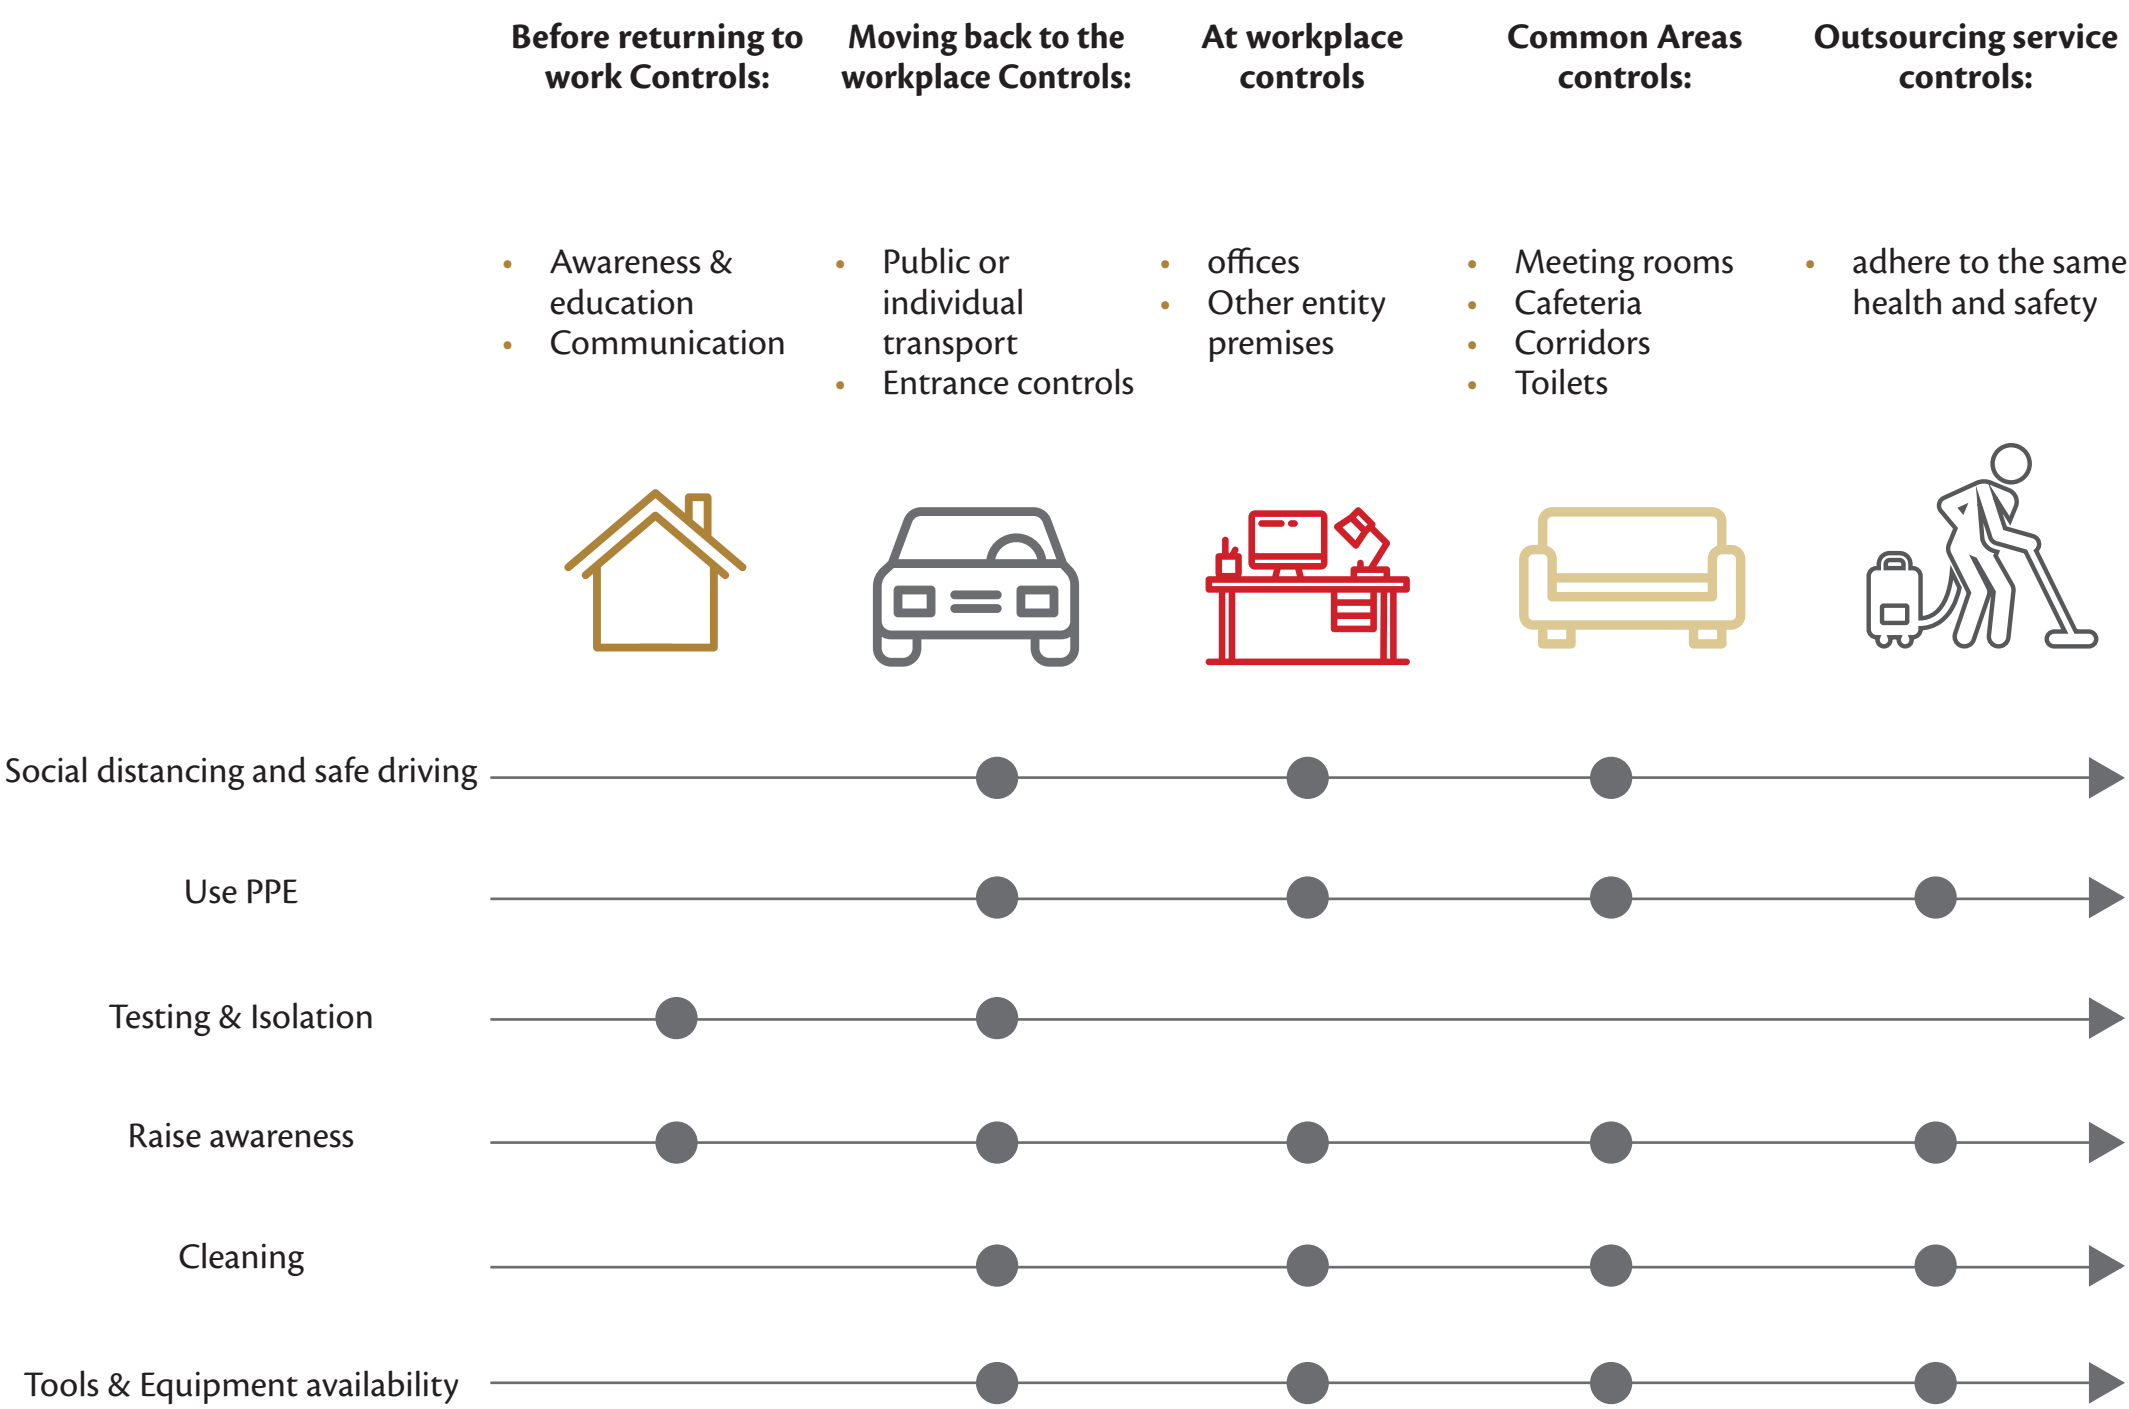 Before returning to
work Controls:
Moving back to the
workplace Controls:
At workplace
controls
Common Areas
controls:
Outsourcing service
controls:
• Awareness &
education
• Communication
• Public or
individual
transport
• Entrance controls
• offices
• Other entity
premises
• Meeting rooms
• Cafeteria
• Corridors
• Toilets
• adhere to the same
health and safety
Social distancing and safe driving
Use PPE
Testing & Isolation
Raise awareness
Cleaning
Tools & Equipment availability